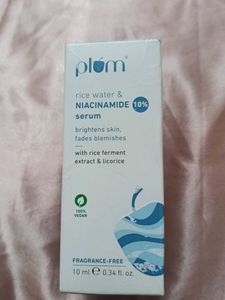 plum
rice water &
NIACINAMIDE 10%
serum
brightens skin,
fades blemishes
with rice ferment
extract & licorice
100%
VEGAN
FRAGRANCE-FREE
10 ml e 0.34 fl. oz.